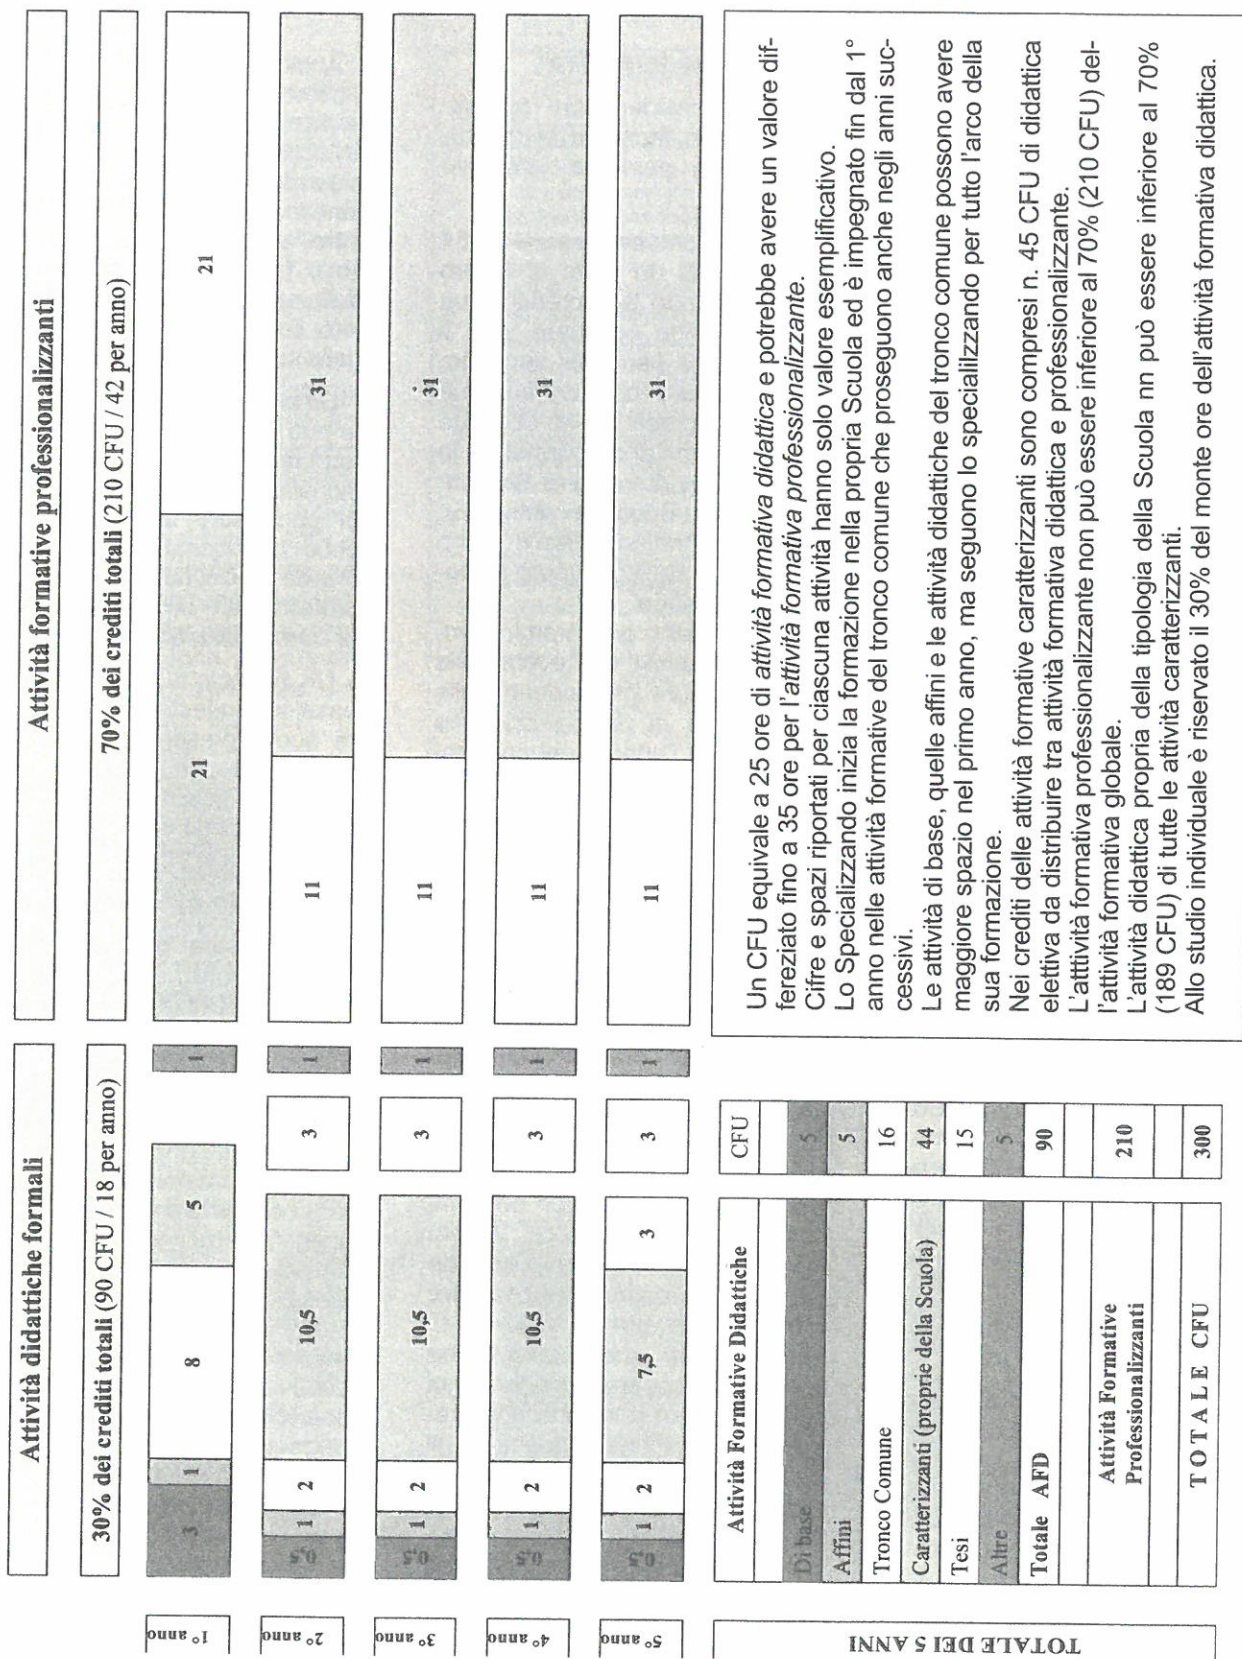 Attività didattiche formali
Attività formative professionalizzanti
30% dei crediti totali (90 CFU / 18 per anno)
70% dei crediti totali (210 CFU / 42 per anno)
1° anno
3
1
8
5
1
21
21
2° anno
0,5
1
2
10,5
3
1
11
31
3° anno
0,5
1
2
10,5
3
1
11
31
4° anno
0,5
1
2
10,5
3
1
11
31
5° anno
0,5
1
2
7,5
3
3
1
11
31
TOTALE DEI 5 ANNI
Attività Formative Didattiche
CFU
Di base
5
Affini
5
Tronco Comune
16
Caratterizzanti (proprie della Scuola)
44
Tesi
15
Altre
5
Totale AFD
90
Attività Formative
Professionalizzanti
210
TOTALE CFU
300
Un CFU equivale a 25 ore di attività formativa didattica e potrebbe avere un valore dif-
fereziato fino a 35 ore per l'attività formativa professionalizzante.
Cifre e spazi riportati per ciascuna attività hanno solo valore esemplificativo.
Lo Specializzando inizia la formazione nella propria Scuola ed è impegnato fin dal 1°
anno nelle attività formative del tronco comune che proseguono anche negli anni suc-
cessivi.
Le attività di base, quelle affini e le attività didattiche del tronco comune possono avere
maggiore spazio nel primo anno, ma seguono lo specializzando per tutto l'arco della
sua formazione.
Nei crediti delle attività formative caratterizzanti sono compresi n. 45 CFU di didattica
elettiva da distribuire tra attività formativa didattica e professionalizzante.
L'atttività formativa professionalizzante non può essere inferiore al 70% (210 CFU) del-
l'attività formativa globale.
L'attività didattica propria della tipologia della Scuola nn può essere inferiore al 70%
(189 CFU) di tutte le attività caratterizzanti.
Allo studio individuale è riservato il 30% del monte ore dell'attività formativa didattica.